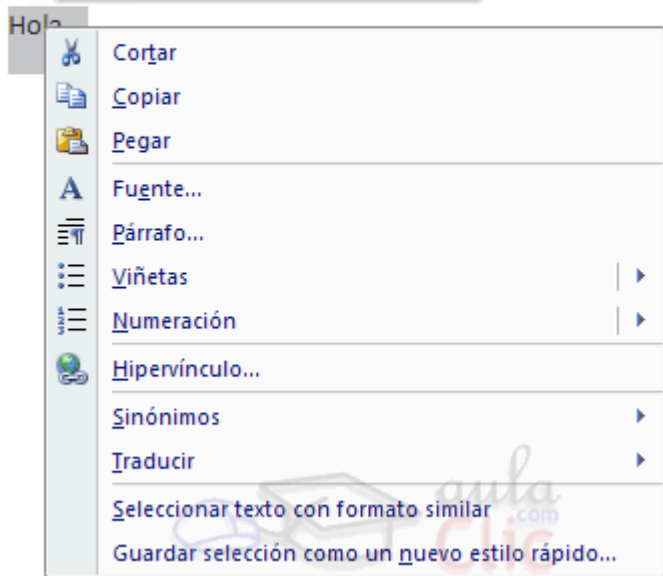 Hola
Cortar
Copiar
Pegar
Fuente...
Párrafo...
Viñetas
Numeración
Hipervínculo...
Sinónimos
Traducir
Seleccionar texto con formato similar
Guardar selección como un nuevo estilo rápido...
aula
.com
Clic